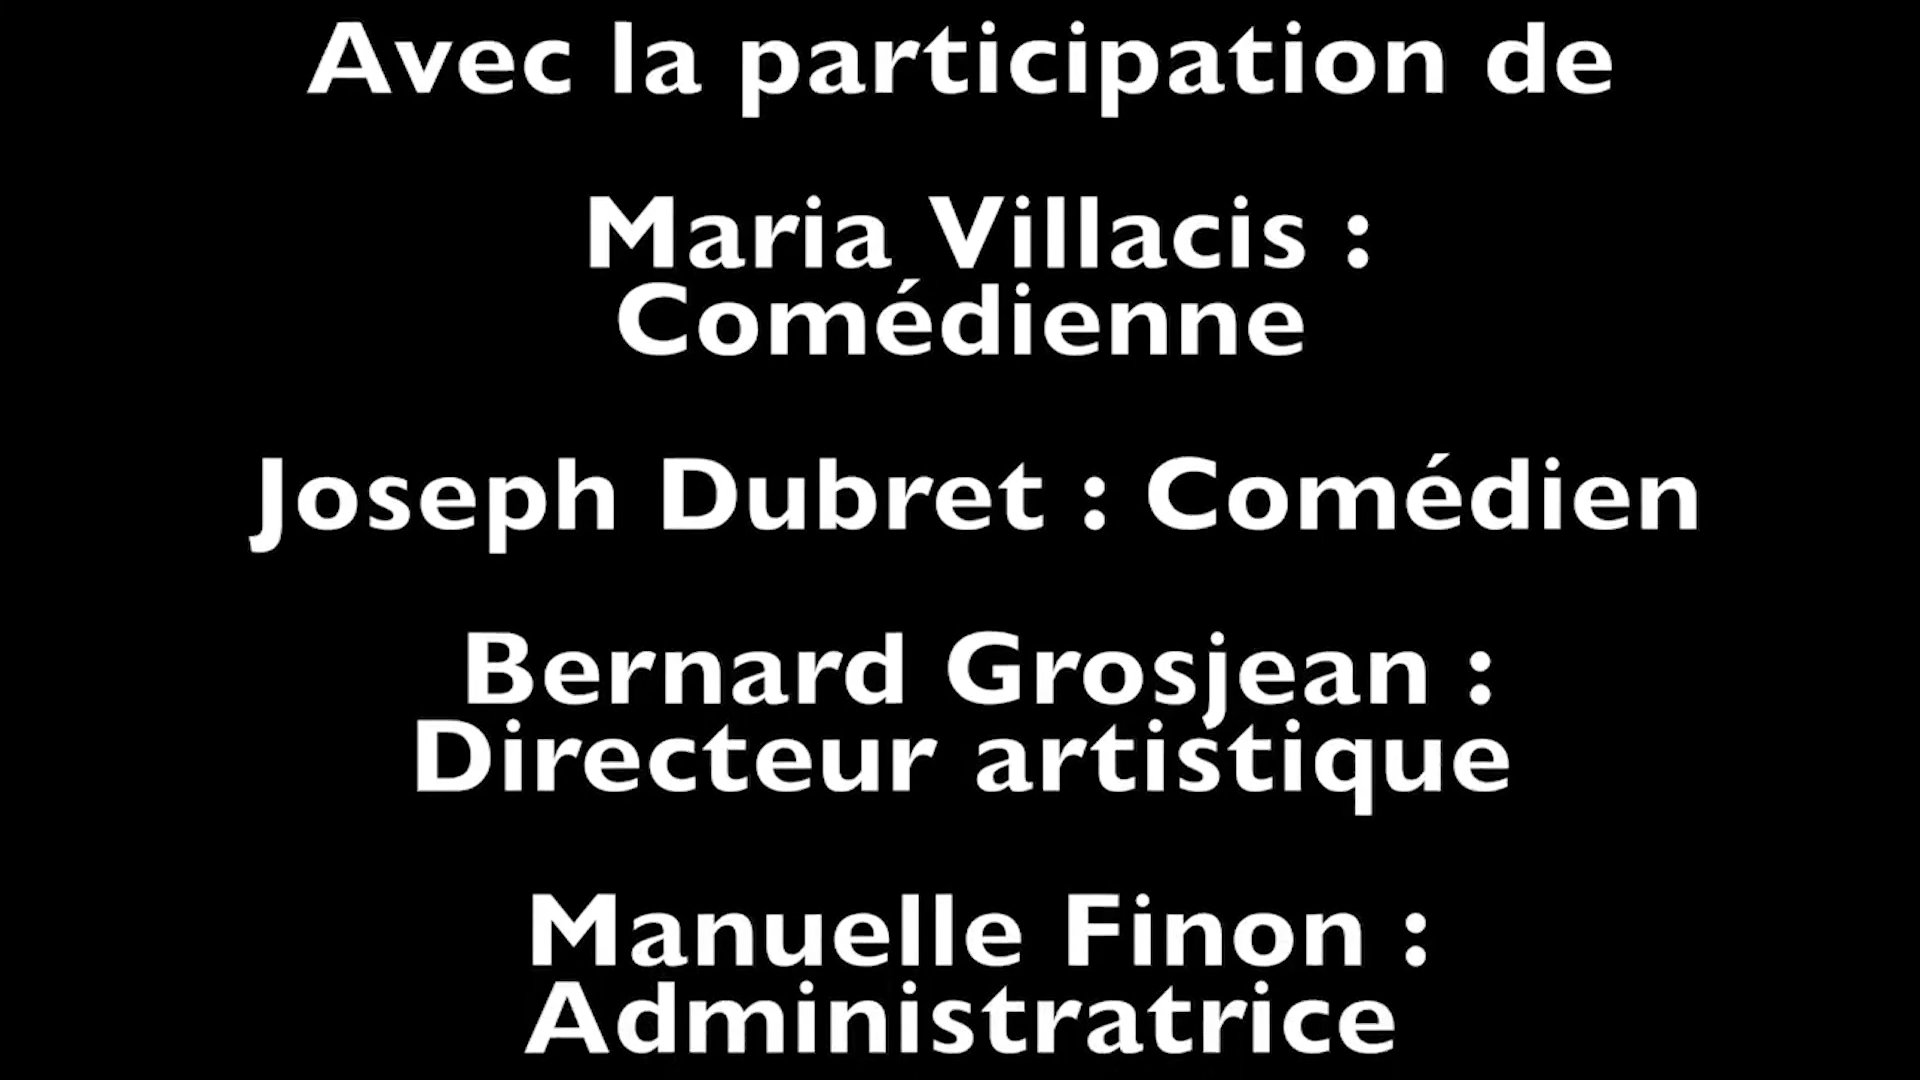 Avec la participation de
Maria Villacis :
Comédienne
Joseph Dubret : Comédien
Bernard Grosjean :
Directeur artistique
Manuelle Finon :
Administratrice